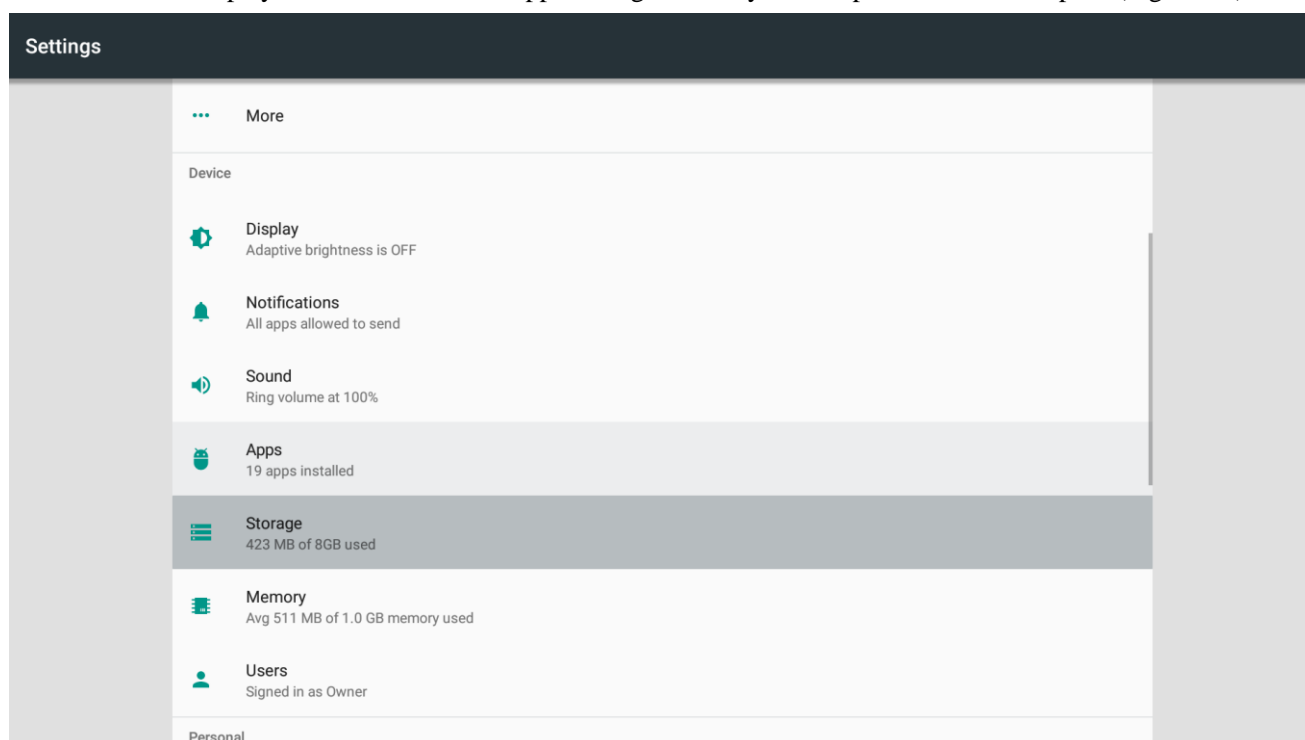 Settings
More
Device
Display
Adaptive brightness is OFF
Notifications
All apps allowed to send
Sound
Ring volume at 100%
Apps
19 apps installed
Storage
423 MB of 8GB used
Memory
Avg 511 MB of 1.0 GB memory used
Users
Signed in as Owner
Personal